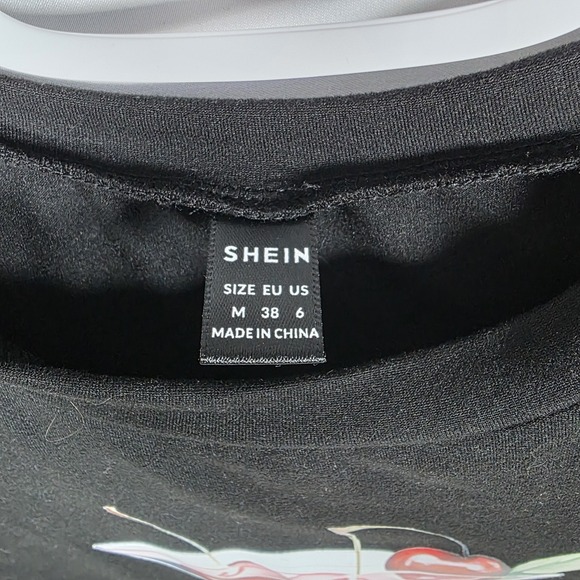 SHEIN
SIZE EU US
M 38 6
MADE IN CHINA